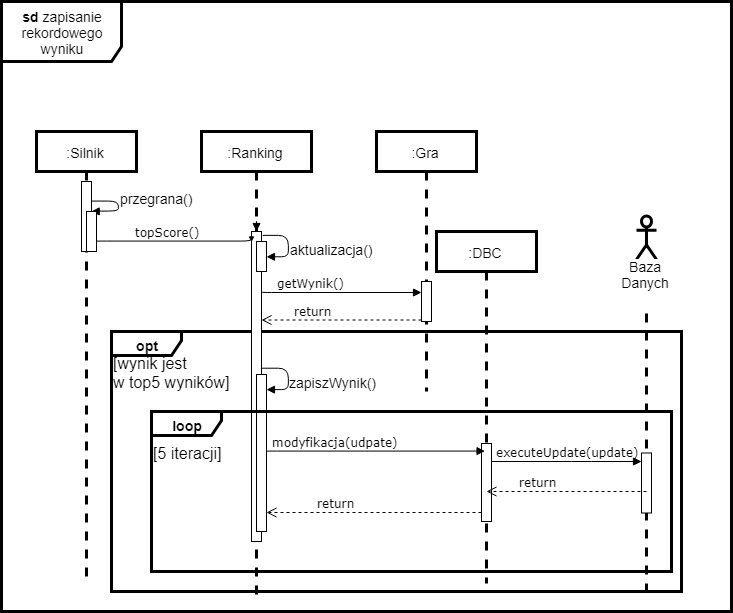 sd zapisanie
rekordowego
wyniku
:Silnik
:Ranking
:Gra
przegrana()
topScore()
aktualizacja()
:DBC
Baza
Danych
getWynik()
return
opt
[wynik jest
w top5 wyników]
zapiszWynik()
loop
[5 iteracji]
modyfikacja(udpate)
executeUpdate(update)
return
return